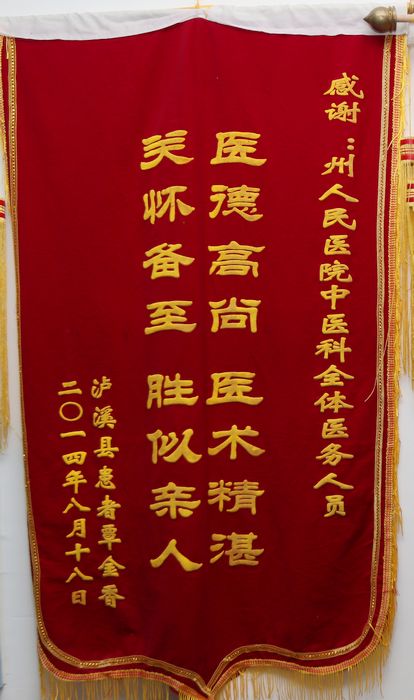 感谢：州人民医院中医科全体医务人员
医德高尚 医术精湛
关怀备至 胜似亲人
泸溪县患者覃金香
二〇一四年八月十八日